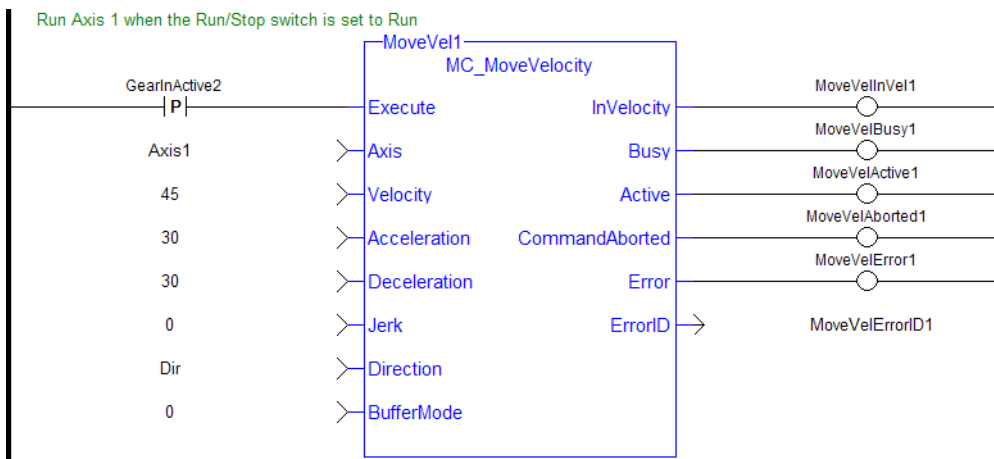 Run Axis 1 when the Run/Stop switch is set to Run
MoveVel1
MC_MoveVelocity
GearInActive2
P
Execute
InVelocity
MoveVelInVel1
Axis1
Axis
Busy
MoveVelBusy1
45
Velocity
Active
MoveVelActive1
30
Acceleration
CommandAborted
MoveVelAborted1
30
Deceleration
Error
MoveVelError1
0
Jerk
ErrorID
MoveVelErrorID1
Dir
Direction
0
BufferMode